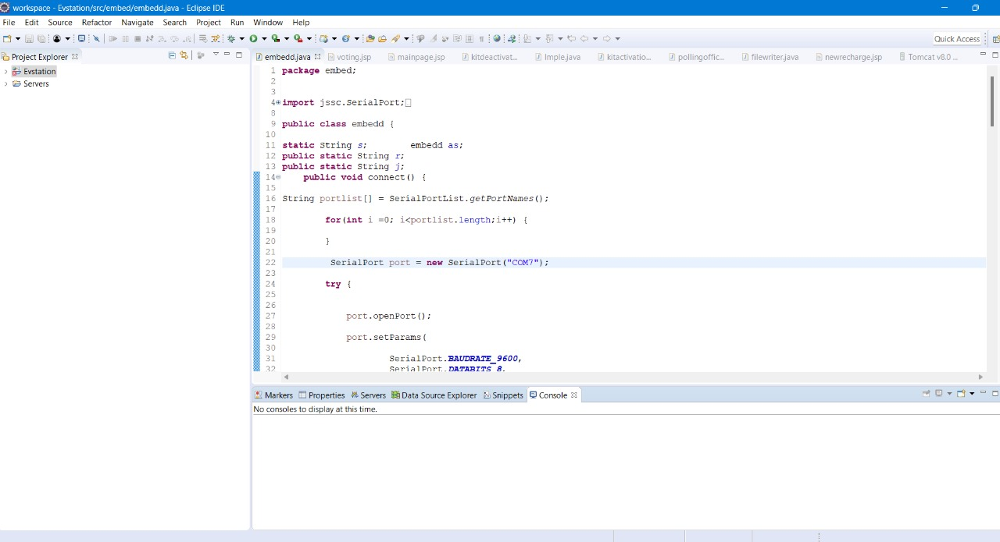 workspace - Evstation/src/embed/embedd.java - Eclipse IDE
File Edit Source Refactor Navigate Search Project Run Window Help
Quick Access
Project Explorer
Evstation
Servers
embedd.java voting.jsp mainpage.jsp kitdeactivat... Imple.java kitactivatio... pollingoffic... filewriter.java newrecharge.jsp Tomcat v8.0 ...
1 package embed;
2
3
4 import jssc.SerialPort;
8
9 public class embedd {
10
11 static String s; embedd as;
12 public static String r;
13 public static String j;
14 public void connect() {
15
16 String portlist[] = SerialPortList.getPortNames();
17
18 for(int i =0; i<portlist.length;i++) {
19
20 }
21
22 SerialPort port = new SerialPort("COM7");
23
24 try {
25
26
27 port.openPort();
28
29 port.setParams(
30
31 SerialPort.BAUDRATE_9600,
32 SerialPort.DATABITS_8,
Markers Properties Servers Data Source Explorer Snippets Console
No consoles to display at this time.